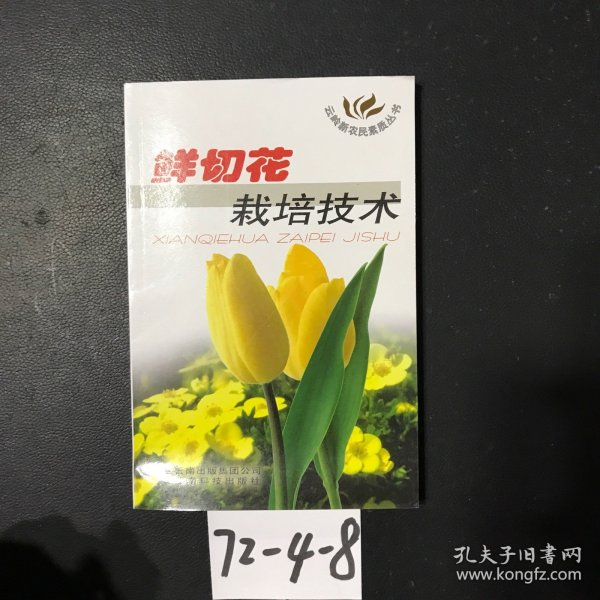 云岭新农民素质丛书
鲜切花
栽培技术
XIANQIEHUA ZAIPEI JISHU
云南出版集团公司
南科技出版社
72-4-8
孔夫子旧书网
www.kongfz.com